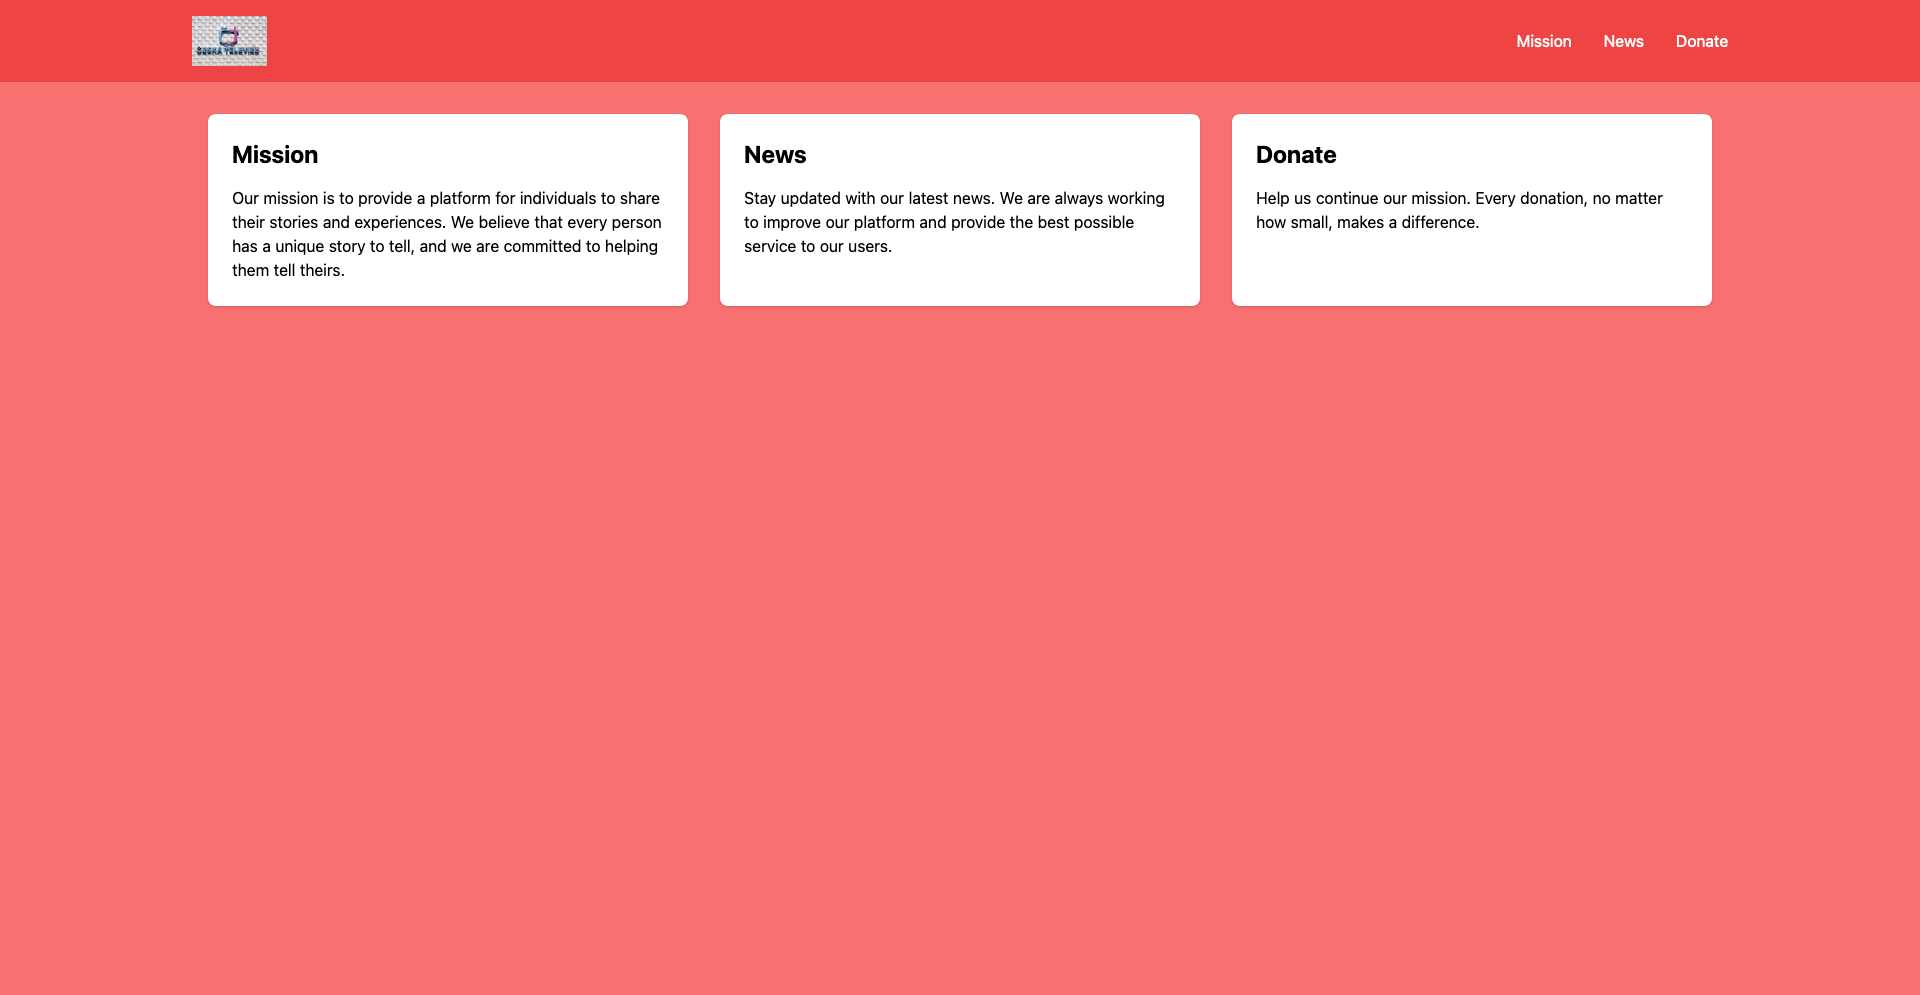 Mission
News
Donate
Mission
Our mission is to provide a platform for individuals to share
their stories and experiences. We believe that every person
has a unique story to tell, and we are committed to helping
them tell theirs.
News
Stay updated with our latest news. We are always working
to improve our platform and provide the best possible
service to our users.
Donate
Help us continue our mission. Every donation, no matter
how small, makes a difference.